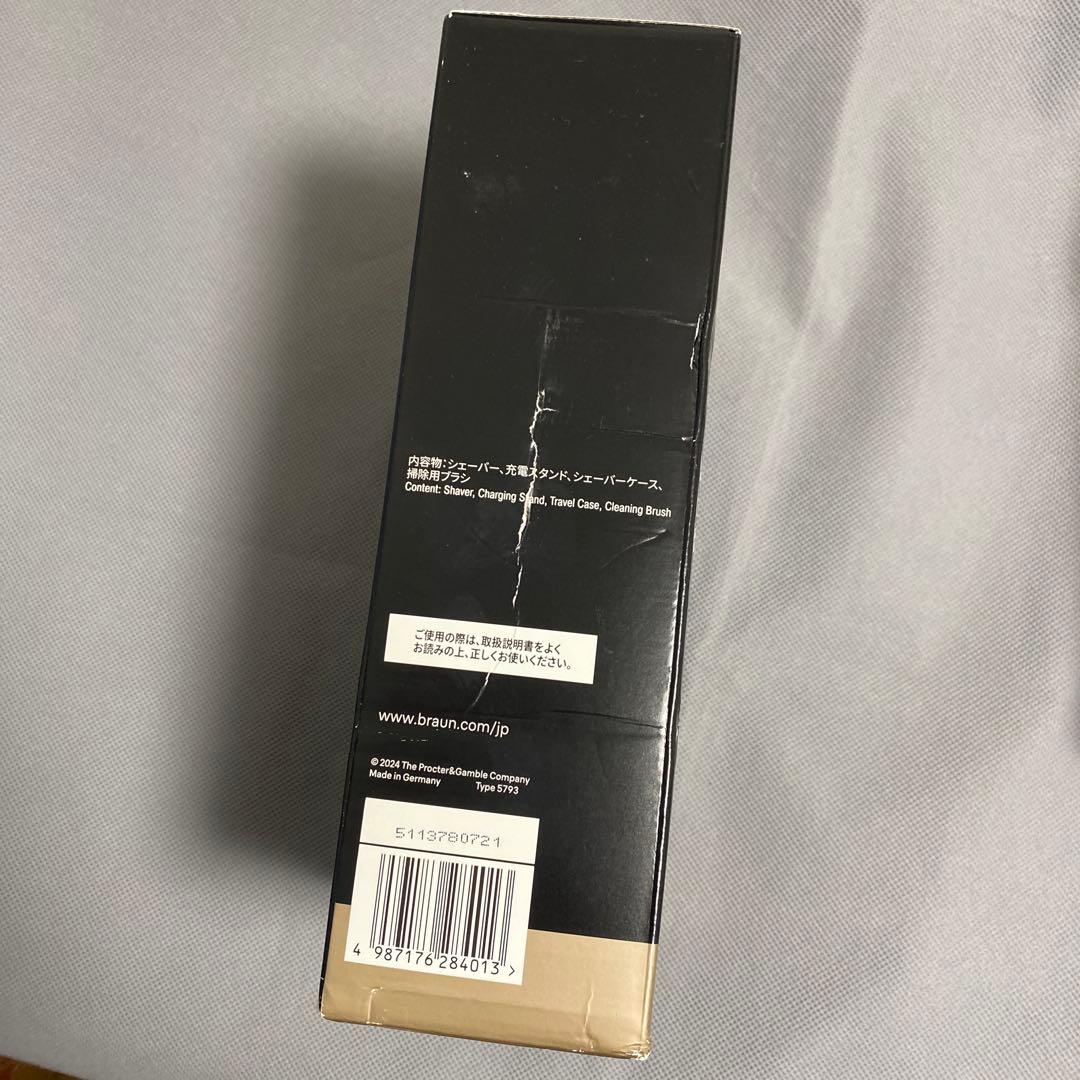 内容物：シェーバー、充電スタンド、シェーバーケース、
掃除用ブラシ
Content: Shaver, Charging Stand, Travel Case, Cleaning Brush
ご使用の際は、取扱説明書をよく
お読みの上、正しくお使いください。
www.braun.com/jp
© 2024 The Procter&Gamble Company
Made in Germany Type 5793
5113780721
4 987176 284013 >